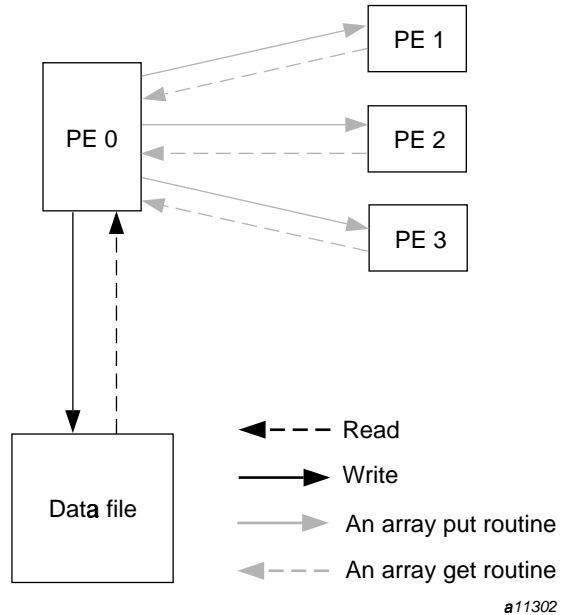 PE 1
PE 0
PE 2
PE 3
Read
Write
Data file
An array put routine
An array get routine
a11302